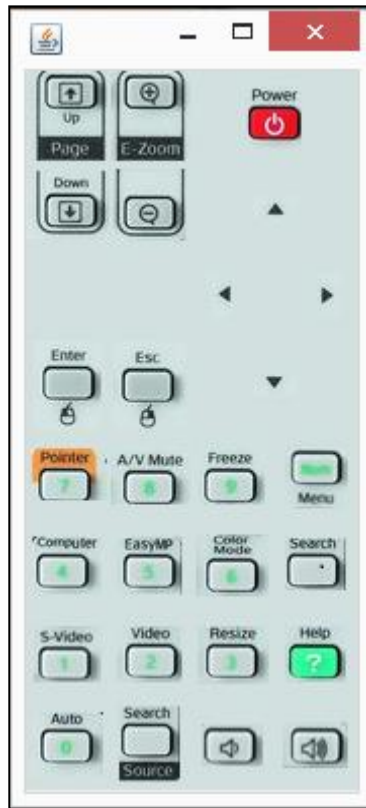 Power
Up
Page E-Zoom
Down
Enter Esc
Pointer A/V Mute Freeze
7 8 9 Num
Menu
Computer EasyMP Color Mode Search
4 5 6
S-Video Video Resize Help
1 2 3 ?
Auto Search
0
Source